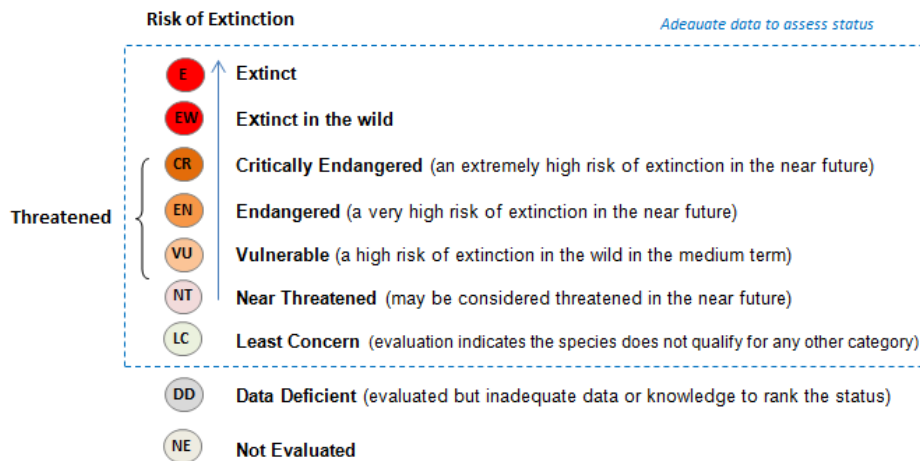 Risk of Extinction
Adequate data to assess status
E Extinct
EW Extinct in the wild
CR Critically Endangered (an extremely high risk of extinction in the near future)
Threatened
EN Endangered (a very high risk of extinction in the near future)
VU Vulnerable (a high risk of extinction in the wild in the medium term)
NT Near Threatened (may be considered threatened in the near future)
LC Least Concern (evaluation indicates the species does not qualify for any other category)
DD Data Deficient (evaluated but inadequate data or knowledge to rank the status)
NE Not Evaluated